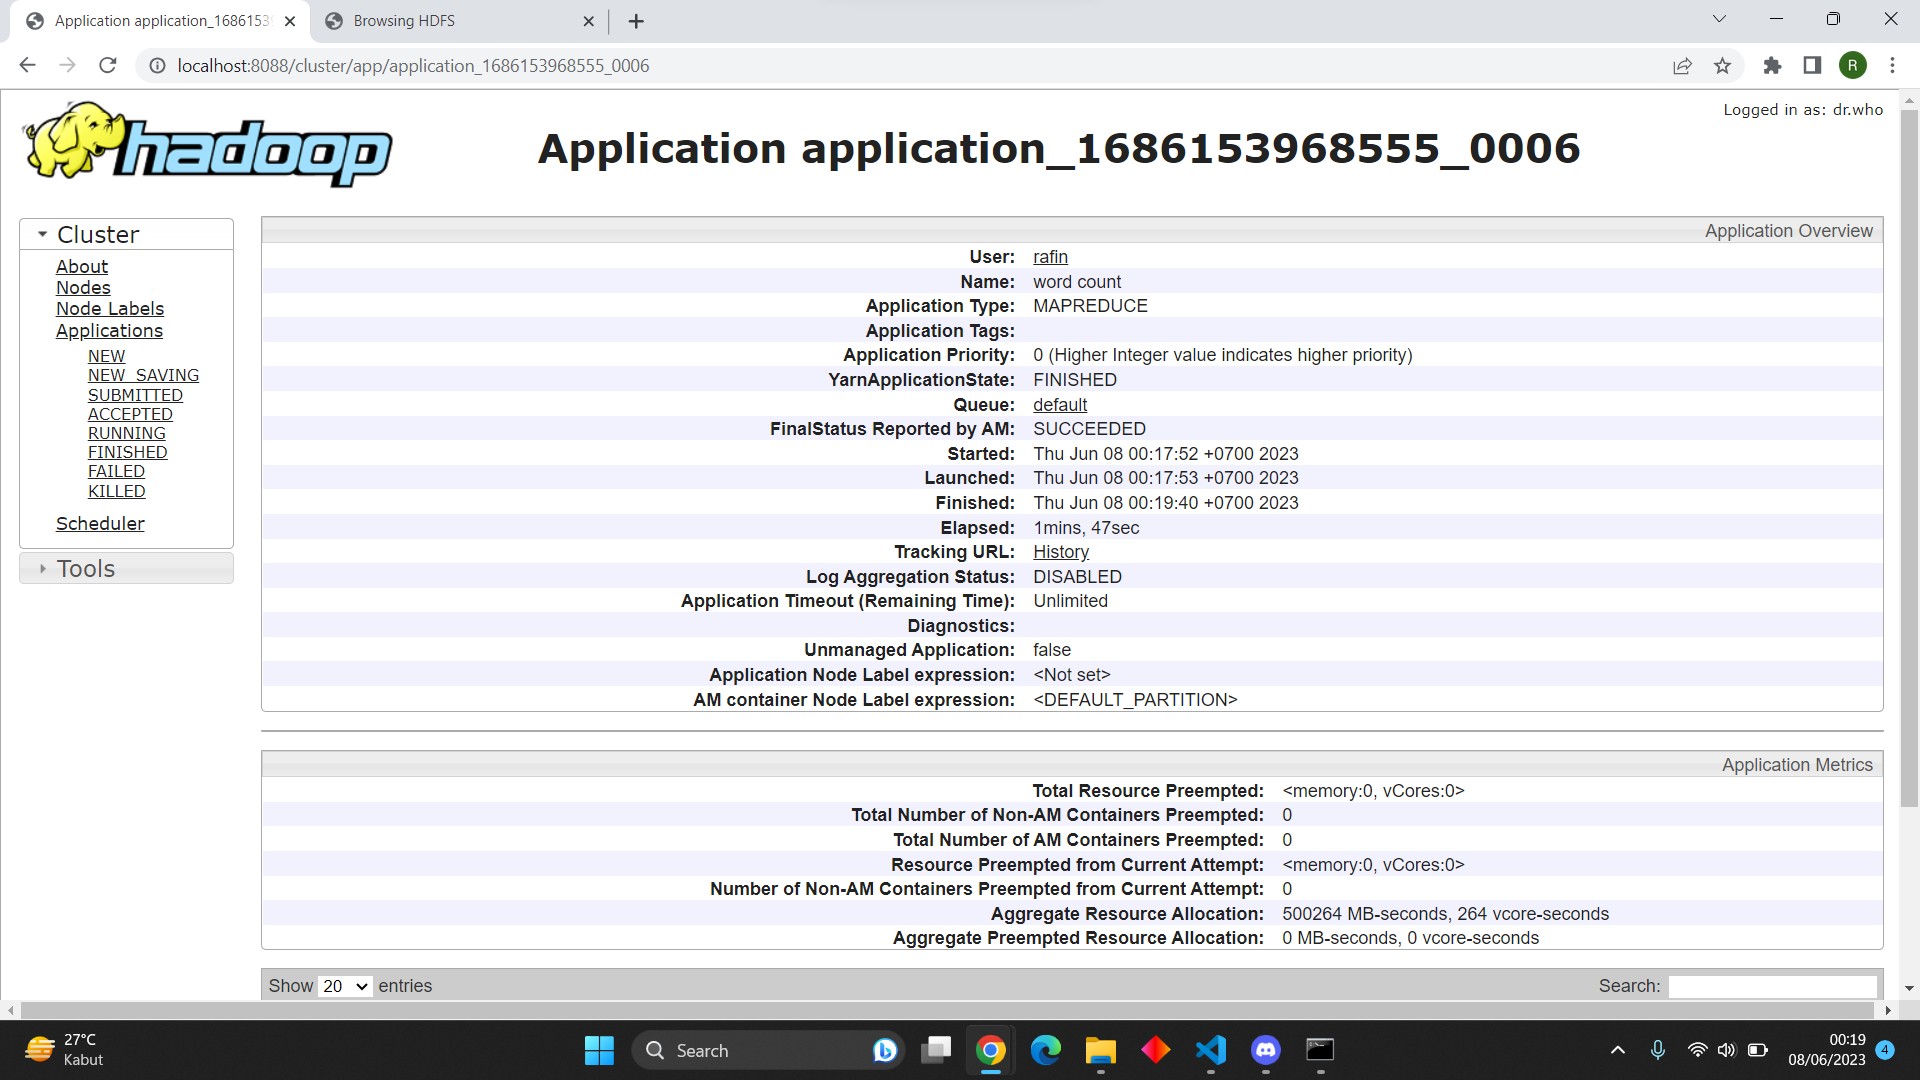 Application application_168615396
Browsing HDFS
localhost:8088/cluster/app/application_1686153968555_0006
R
Logged in as: dr.who
hadoop
Application application_1686153968555_0006
Cluster
About
Nodes
Node Labels
Applications
NEW
NEW_SAVING
SUBMITTED
ACCEPTED
RUNNING
FINISHED
FAILED
KILLED
Scheduler
Tools
Application Overview
User: rafin
Name: word count
Application Type: MAPREDUCE
Application Tags:
Application Priority: 0 (Higher Integer value indicates higher priority)
YarnApplicationState: FINISHED
Queue: default
FinalStatus Reported by AM: SUCCEEDED
Started: Thu Jun 08 00:17:52 +0700 2023
Launched: Thu Jun 08 00:17:53 +0700 2023
Finished: Thu Jun 08 00:19:40 +0700 2023
Elapsed: 1mins, 47sec
Tracking URL: History
Log Aggregation Status: DISABLED
Application Timeout (Remaining Time): Unlimited
Diagnostics:
Unmanaged Application: false
Application Node Label expression: <Not set>
AM container Node Label expression: <DEFAULT_PARTITION>
Application Metrics
Total Resource Preempted: <memory:0, vCores:0>
Total Number of Non-AM Containers Preempted: 0
Total Number of AM Containers Preempted: 0
Resource Preempted from Current Attempt: <memory:0, vCores:0>
Number of Non-AM Containers Preempted from Current Attempt: 0
Aggregate Resource Allocation: 500264 MB-seconds, 264 vcore-seconds
Aggregate Preempted Resource Allocation: 0 MB-seconds, 0 vcore-seconds
Show 20 entries
Search:
27°C
Kabut
Search
00:19
08/06/2023
4